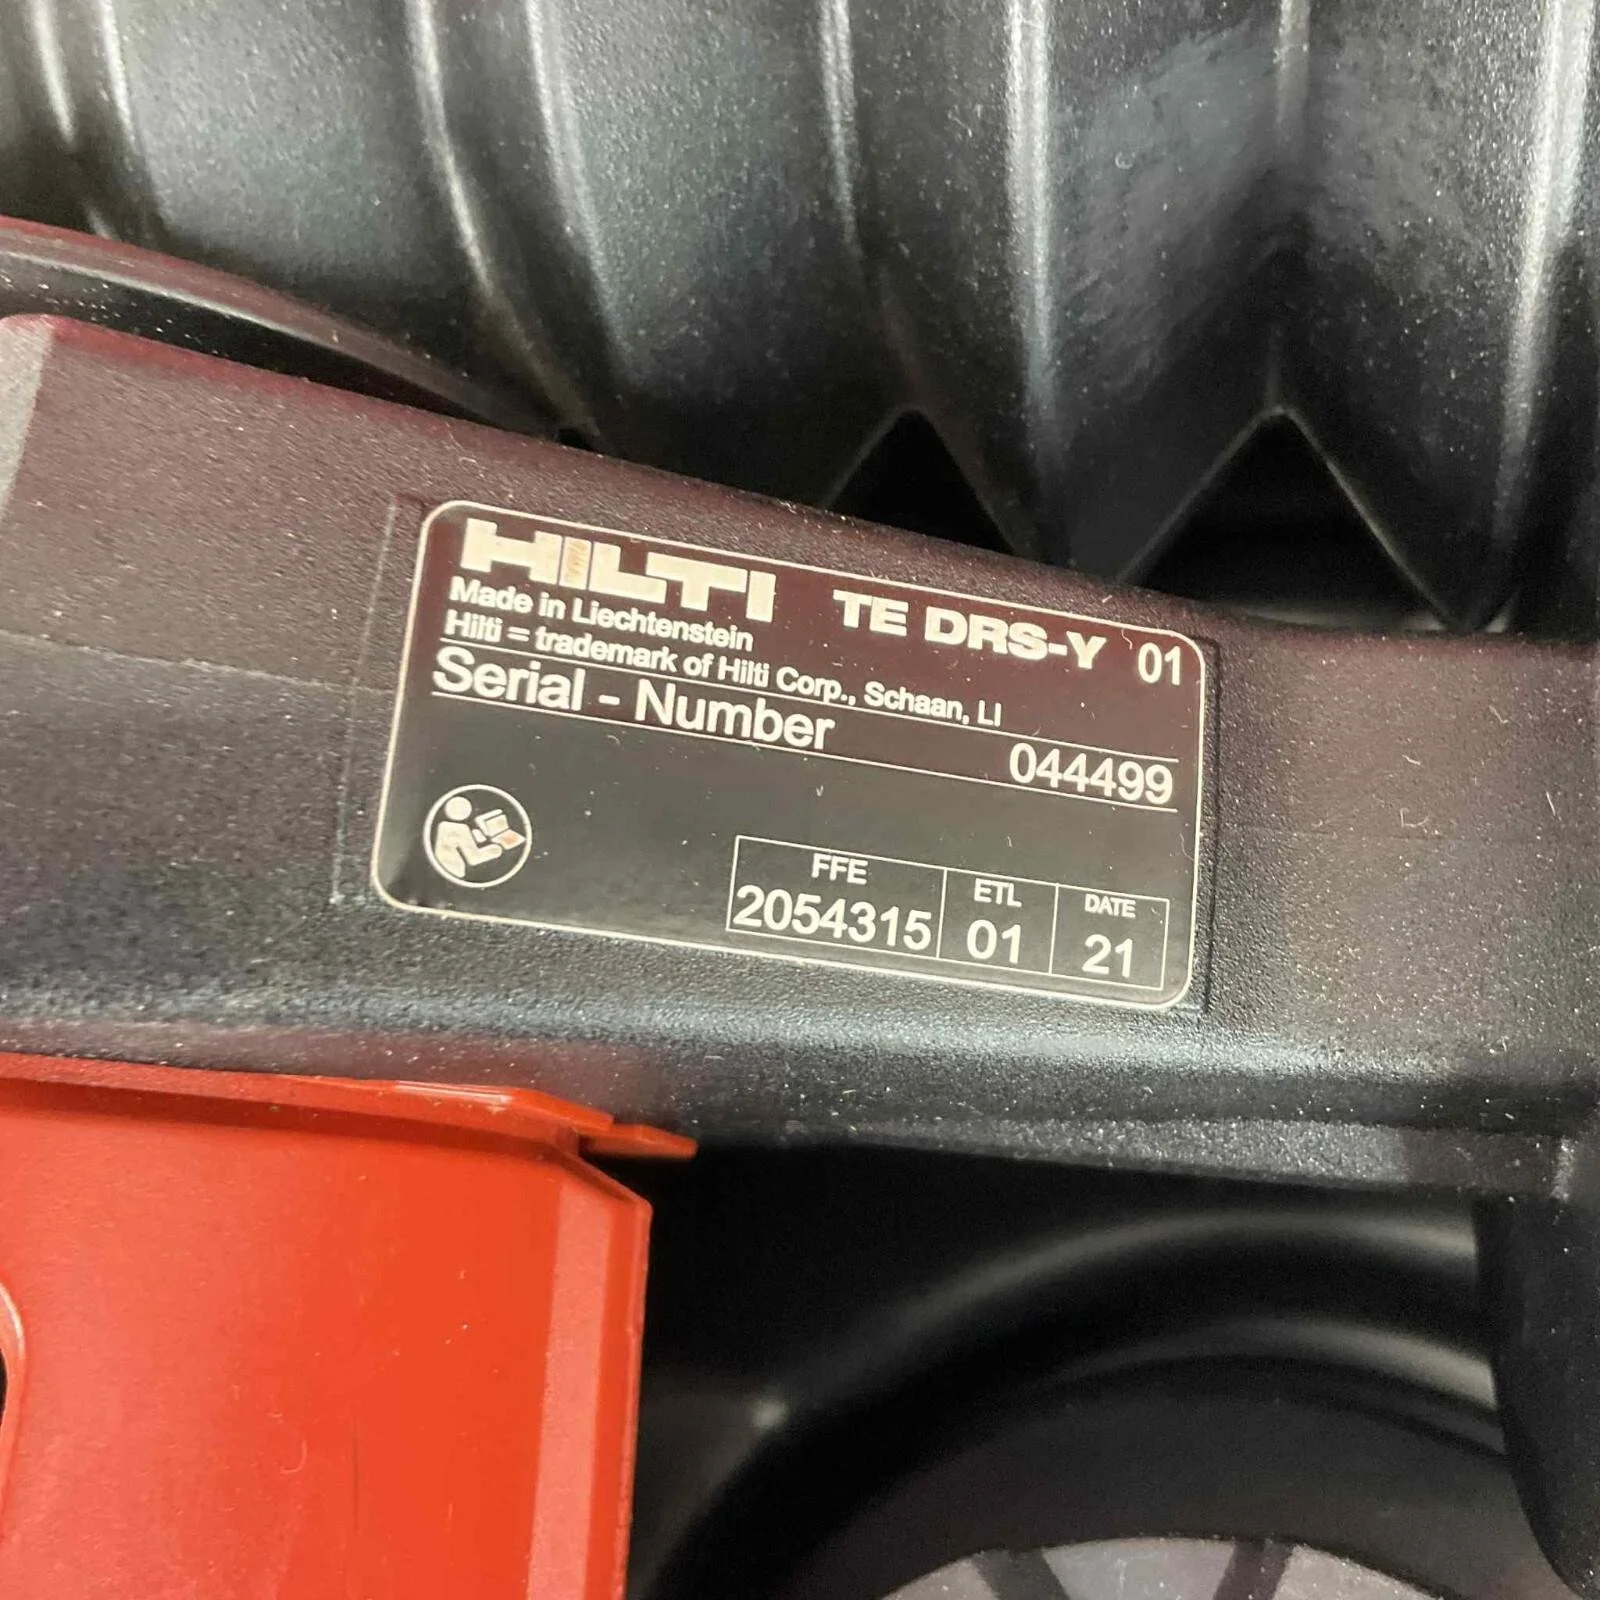 HILTI TE DRS-Y 01
Made in Liechtenstein
Hilti = trademark of Hilti Corp., Schaan, LI
Serial - Number 044499
FFE ETL DATE
2054315 01 21